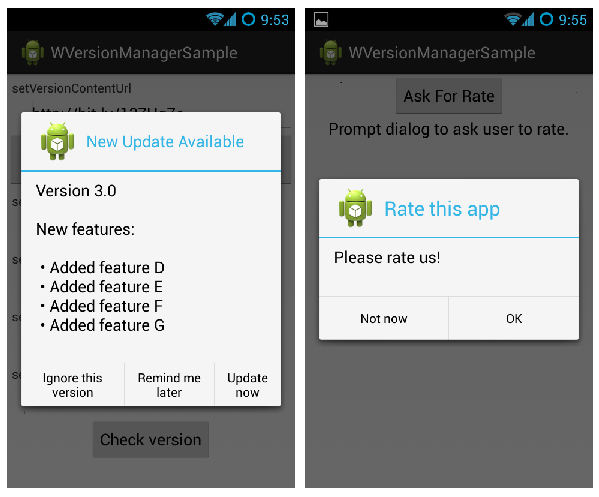 9:53
WVersionManagerSample
setVersionContentUrl
New Update Available
Version 3.0
New features:
• Added feature D
• Added feature E
• Added feature F
• Added feature G
Ignore this
version
Remind me
later
Update
now
Check version
9:55
WVersionManagerSample
Ask For Rate
Prompt dialog to ask user to rate.
Rate this app
Please rate us!
Not now
OK